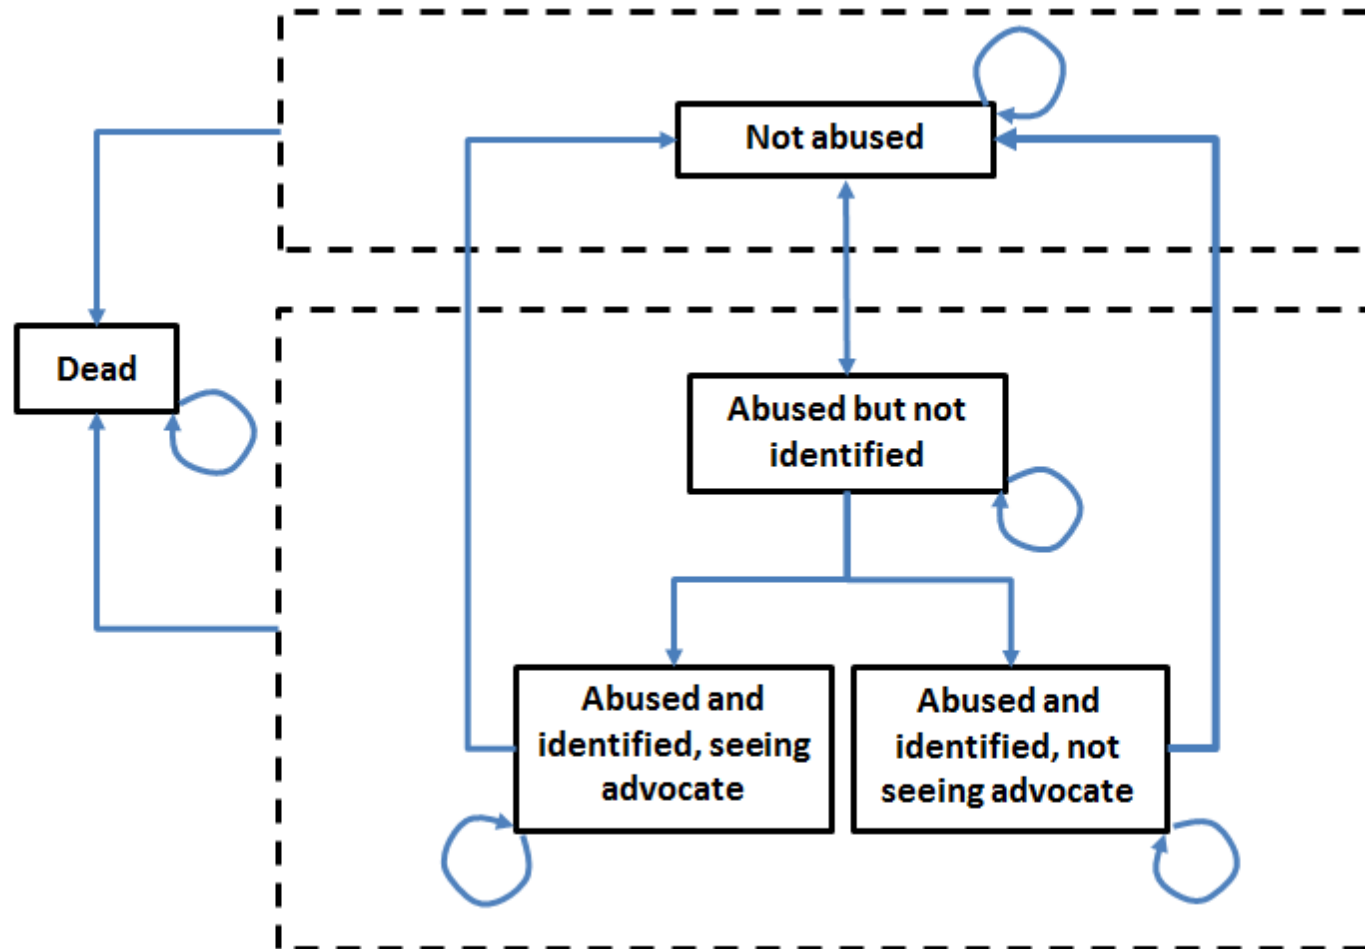 Not abused
Dead
Abused but not
identified
Abused and
identified, seeing
advocate
Abused and
identified, not
seeing advocate